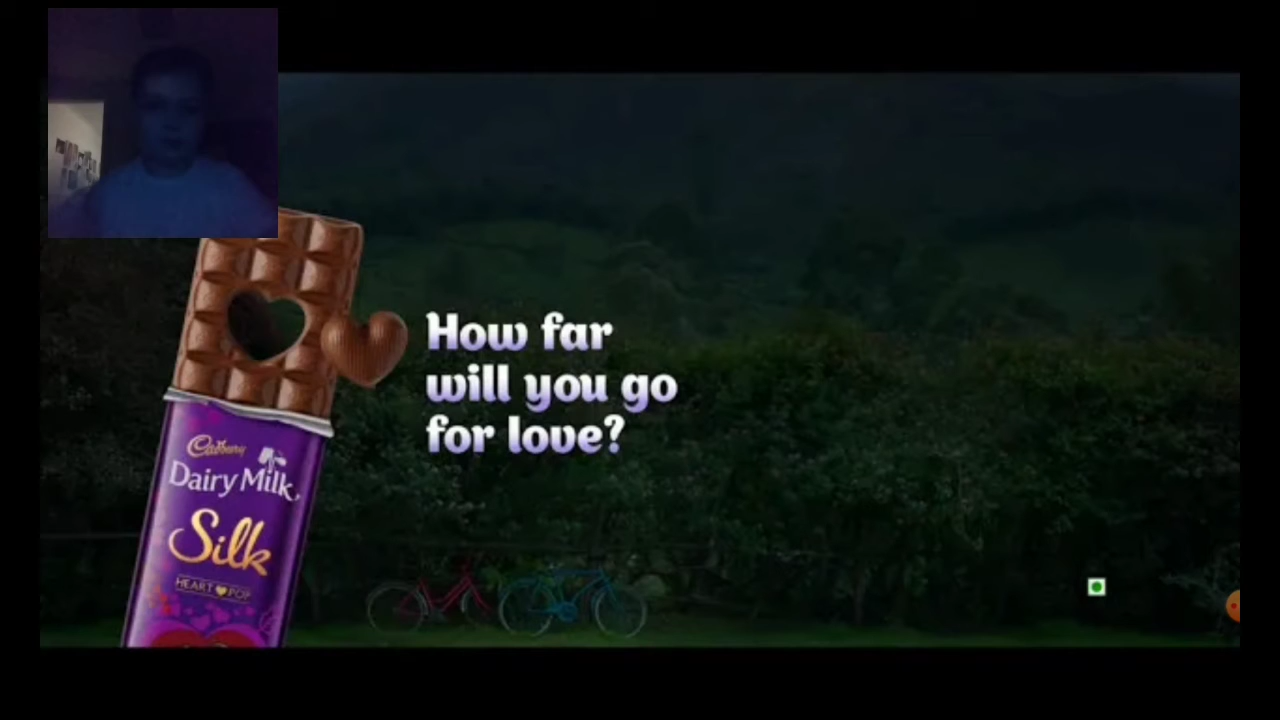 How far
will you go
for love?
Cadbury
Dairy Milk
Silk
HEART POP